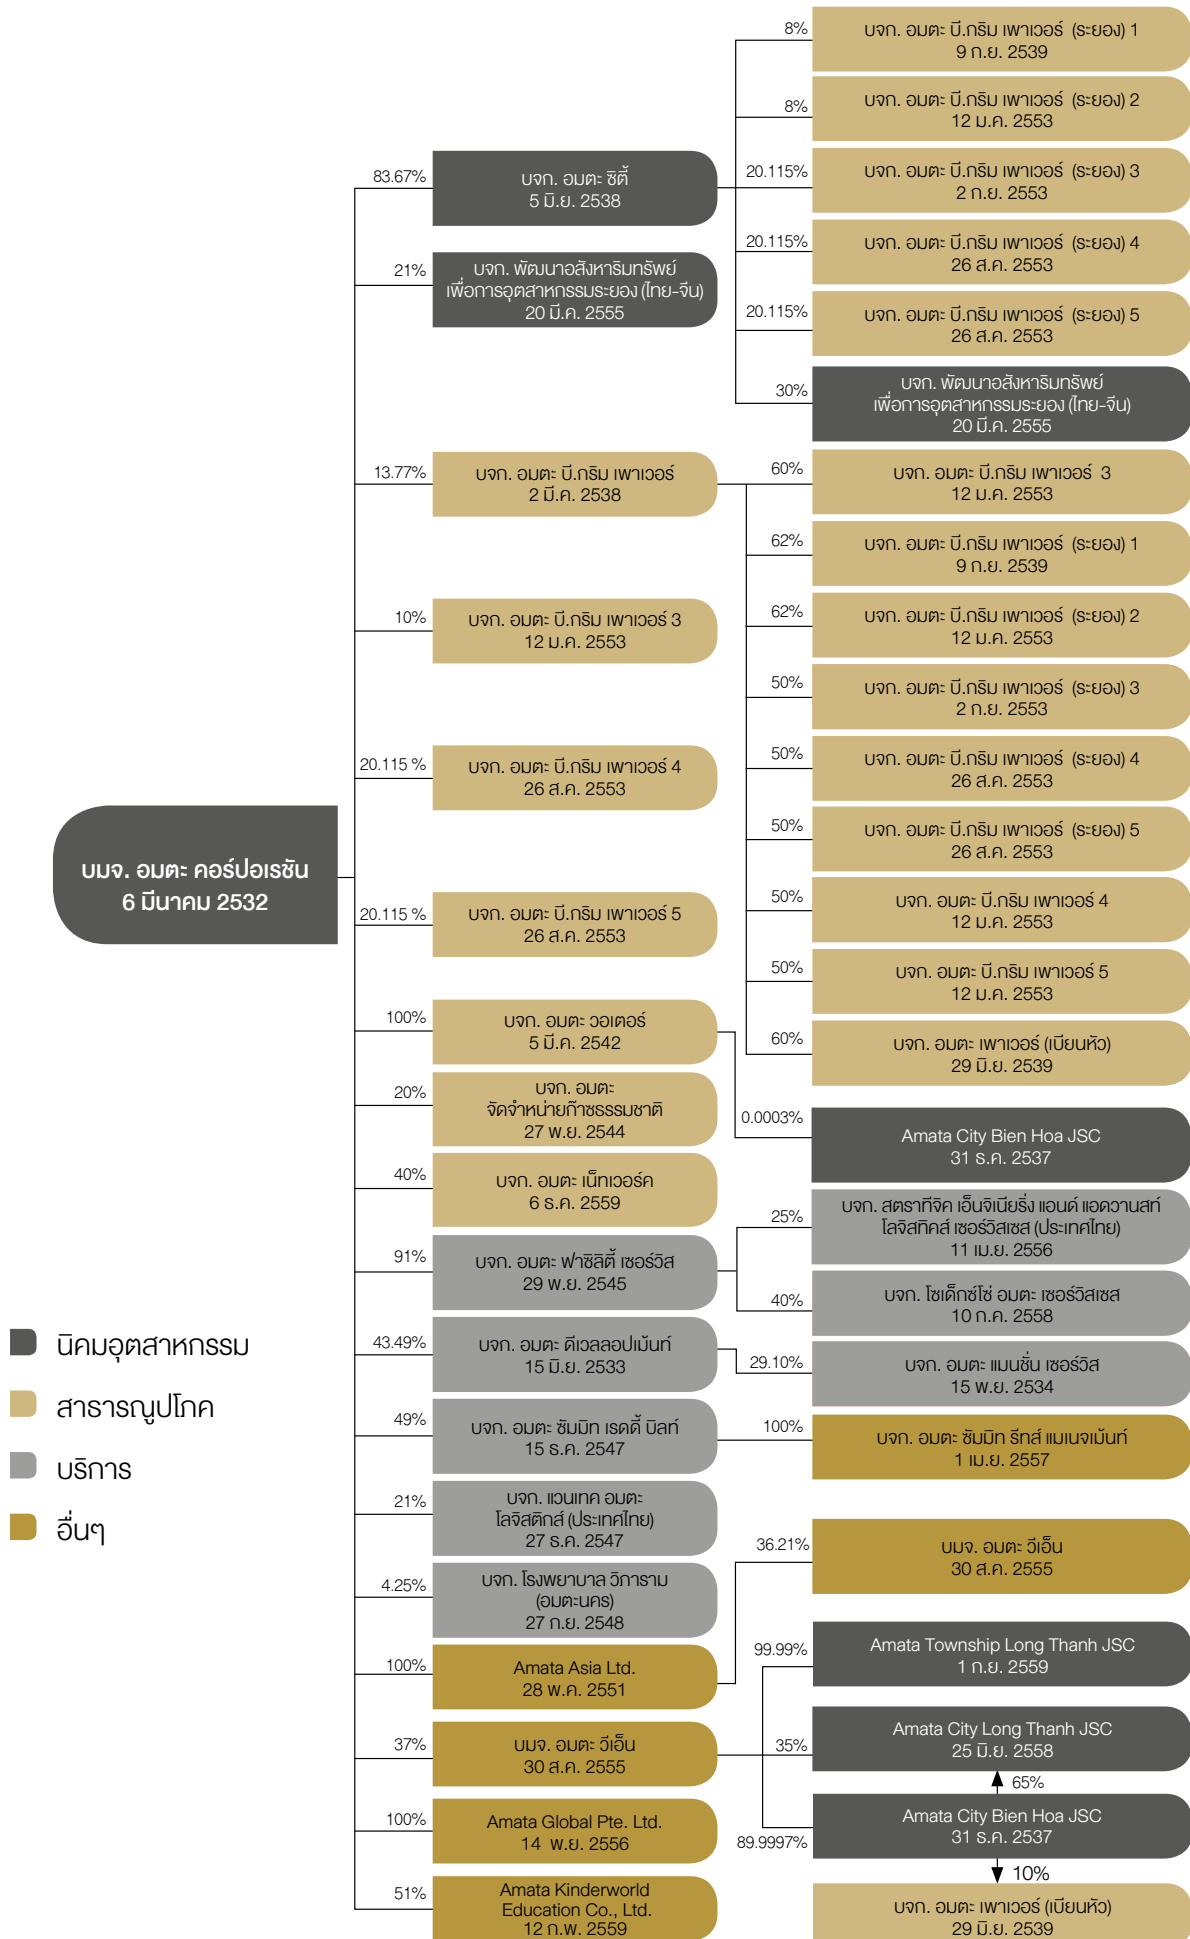 บมจ. อมตะ คอร์ปอเรชัน
6 มีนาคม 2532
นิคมอุตสาหกรรม
สาธารณูปโภค
บริการ
อื่นๆ
83.67%
บจก. อมตะ ซิตี้
5 มิ.ย. 2538
21%
บจก. พัฒนาอสังหาริมทรัพย์
เพื่อการอุตสาหกรรมระยอง (ไทย-จีน)
20 มี.ค. 2555
13.77%
บจก. อมตะ บี.กริม เพาเวอร์
2 มี.ค. 2538
10%
บจก. อมตะ บี.กริม เพาเวอร์ 3
12 ม.ค. 2553
20.115 %
บจก. อมตะ บี.กริม เพาเวอร์ 4
26 ส.ค. 2553
20.115 %
บจก. อมตะ บี.กริม เพาเวอร์ 5
26 ส.ค. 2553
100%
บจก. อมตะ วอเตอร์
5 มี.ค. 2542
20%
บจก. อมตะ
จัดจำหน่ายก๊าซธรรมชาติ
27 พ.ย. 2544
40%
บจก. อมตะ เน็ทเวอร์ค
6 ธ.ค. 2559
91%
บจก. อมตะ ฟาซิลิตี้ เซอร์วิส
29 พ.ย. 2545
43.49%
บจก. อมตะ ดีเวลลอปเม้นท์
15 มิ.ย. 2533
49%
บจก. อมตะ ซัมมิท เรดดี้ บิลท์
15 ธ.ค. 2547
21%
บจก. แวนเทค อมตะ
โลจิสติกส์ (ประเทศไทย)
27 ธ.ค. 2547
4.25%
บจก. โรงพยาบาล วิภาราม
(อมตะนคร)
27 ก.ย. 2548
100%
Amata Asia Ltd.
28 พ.ค. 2551
37%
บมจ. อมตะ วีเอ็น
30 ส.ค. 2555
100%
Amata Global Pte. Ltd.
14 พ.ย. 2556
51%
Amata Kinderworld
Education Co., Ltd.
12 ก.พ. 2559
8%
บจก. อมตะ บี.กริม เพาเวอร์ (ระยอง) 1
9 ก.ย. 2539
8%
บจก. อมตะ บี.กริม เพาเวอร์ (ระยอง) 2
12 ม.ค. 2553
20.115%
บจก. อมตะ บี.กริม เพาเวอร์ (ระยอง) 3
2 ก.ย. 2553
20.115%
บจก. อมตะ บี.กริม เพาเวอร์ (ระยอง) 4
26 ส.ค. 2553
20.115%
บจก. อมตะ บี.กริม เพาเวอร์ (ระยอง) 5
26 ส.ค. 2553
30%
บจก. พัฒนาอสังหาริมทรัพย์
เพื่อการอุตสาหกรรมระยอง (ไทย-จีน)
20 มี.ค. 2555
60%
บจก. อมตะ บี.กริม เพาเวอร์ 3
12 ม.ค. 2553
62%
บจก. อมตะ บี.กริม เพาเวอร์ (ระยอง) 1
9 ก.ย. 2539
62%
บจก. อมตะ บี.กริม เพาเวอร์ (ระยอง) 2
12 ม.ค. 2553
50%
บจก. อมตะ บี.กริม เพาเวอร์ (ระยอง) 3
2 ก.ย. 2553
50%
บจก. อมตะ บี.กริม เพาเวอร์ (ระยอง) 4
26 ส.ค. 2553
50%
บจก. อมตะ บี.กริม เพาเวอร์ (ระยอง) 5
26 ส.ค. 2553
50%
บจก. อมตะ บี.กริม เพาเวอร์ 4
12 ม.ค. 2553
50%
บจก. อมตะ บี.กริม เพาเวอร์ 5
12 ม.ค. 2553
60%
บจก. อมตะ เพาเวอร์ (เบียนหัว)
29 มิ.ย. 2539
0.0003%
Amata City Bien Hoa JSC
31 ธ.ค. 2537
25%
บจก. สตราทีจิค เอ็นจิเนียริ่ง แอนด์ แอดวานสท์
โลจิสทิคส์ เซอร์วิสเซส (ประเทศไทย)
11 เม.ย. 2556
40%
บจก. โซเด็กซ์โซ่ อมตะ เซอร์วิสเซส
10 ก.ค. 2558
29.10%
บจก. อมตะ แมนชั่น เซอร์วิส
15 พ.ย. 2534
100%
บจก. อมตะ ซัมมิท รีทส์ แมเนจเม้นท์
1 เม.ย. 2557
36.21%
บมจ. อมตะ วีเอ็น
30 ส.ค. 2555
99.99%
Amata Township Long Thanh JSC
1 ก.ย. 2559
35%
Amata City Long Thanh JSC
25 มิ.ย. 2558
65%
89.9997%
Amata City Bien Hoa JSC
31 ธ.ค. 2537
10%
บจก. อมตะ เพาเวอร์ (เบียนหัว)
29 มิ.ย. 2539